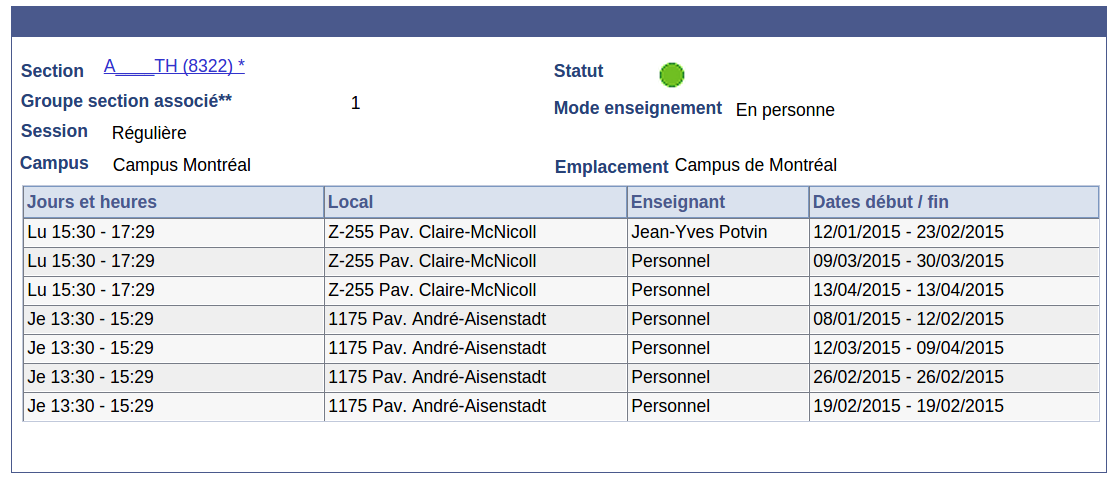 Section A____TH (8322) * Statut
Groupe section associé** 1 Mode enseignement En personne
Session Régulière
Campus Campus Montréal Emplacement Campus de Montréal
Jours et heures Local Enseignant Dates début / fin
Lu 15:30 - 17:29 Z-255 Pav. Claire-McNicoll Jean-Yves Potvin 12/01/2015 - 23/02/2015
Lu 15:30 - 17:29 Z-255 Pav. Claire-McNicoll Personnel 09/03/2015 - 30/03/2015
Lu 15:30 - 17:29 Z-255 Pav. Claire-McNicoll Personnel 13/04/2015 - 13/04/2015
Je 13:30 - 15:29 1175 Pav. André-Aisenstadt Personnel 08/01/2015 - 12/02/2015
Je 13:30 - 15:29 1175 Pav. André-Aisenstadt Personnel 12/03/2015 - 09/04/2015
Je 13:30 - 15:29 1175 Pav. André-Aisenstadt Personnel 26/02/2015 - 26/02/2015
Je 13:30 - 15:29 1175 Pav. André-Aisenstadt Personnel 19/02/2015 - 19/02/2015